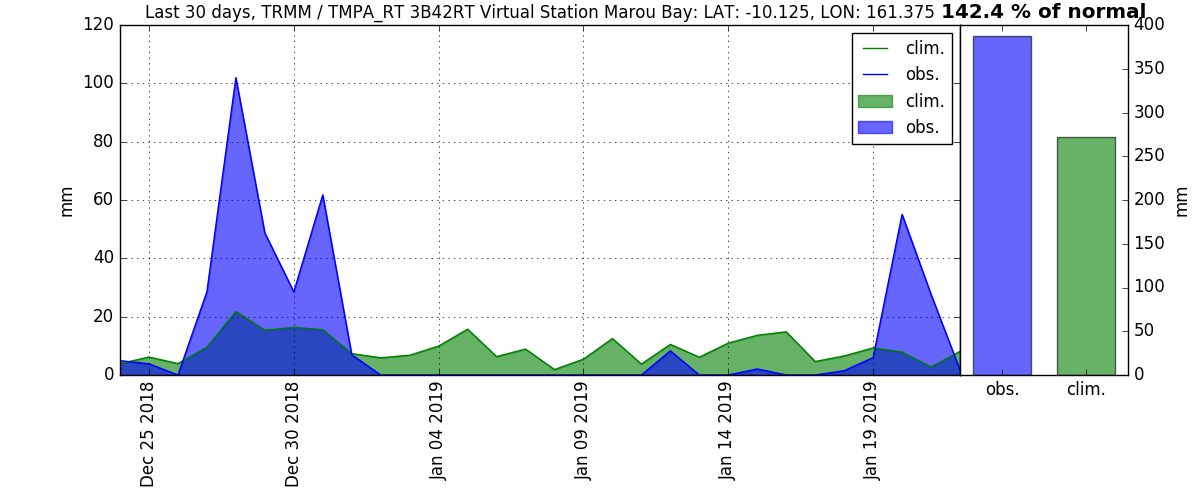 Last 30 days, TRMM / TMPA_RT 3B42RT Virtual Station Marou Bay: LAT: -10.125, LON: 161.375 142.4 % of normal
120
100
80
60
40
20
0
mm
clim.
obs.
clim.
obs.
Dec 25 2018
Dec 30 2018
Jan 04 2019
Jan 09 2019
Jan 14 2019
Jan 19 2019
400
350
300
250
200
150
100
50
0
mm
obs.
clim.